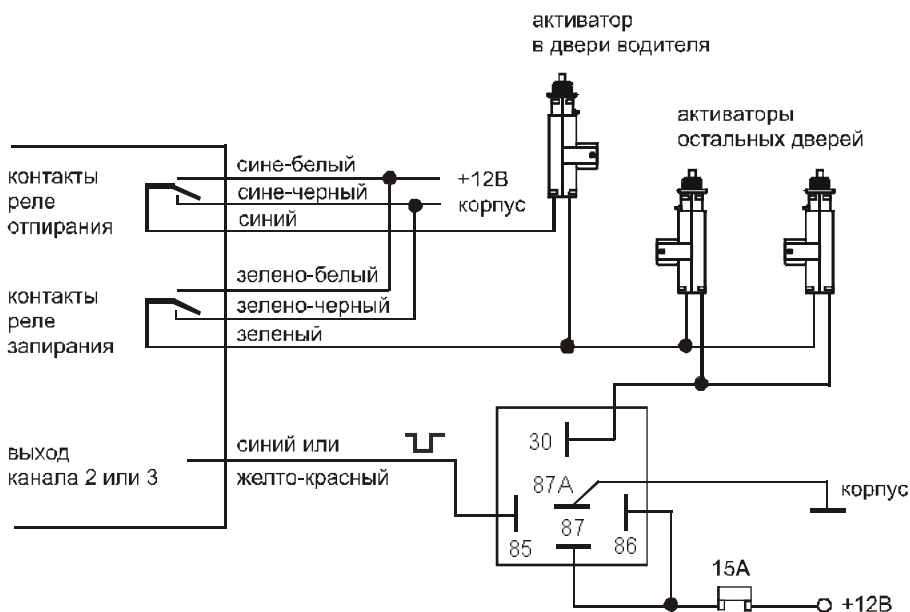 активатор
в двери водителя
активаторы
остальных дверей
контакты
реле
отпирания
сине-белый
сине-черный
синий
+12В
корпус
контакты
реле
запирания
зелено-белый
зелено-черный
зеленый
выход
канала 2 или 3
синий или
желто-красный
30
87А
87
85
86
корпус
15А
+12В